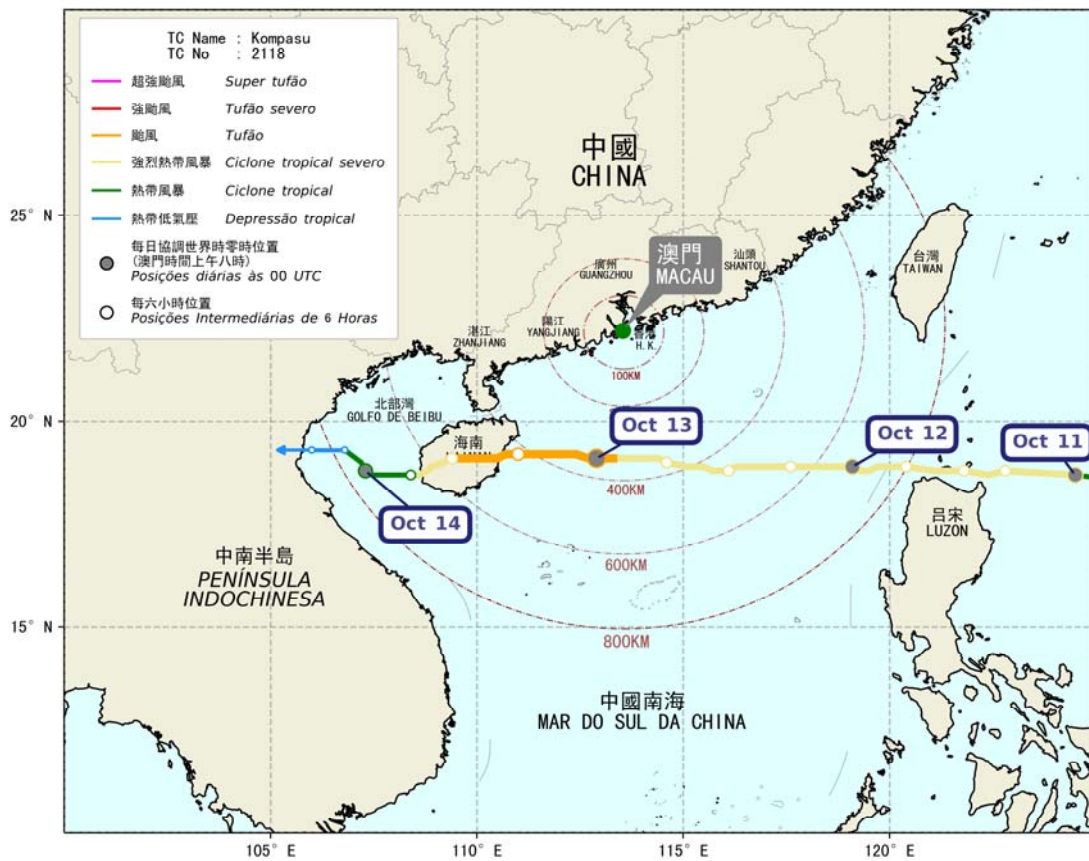 TC Name : Kompasu
TC No : 2118
超強颱風 Super tufão
強颱風 Tufão severo
颱風 Tufão
強烈熱帶風暴 Ciclone tropical severo
熱帶風暴 Ciclone tropical
熱帶低氣壓 Depressão tropical
每日協調世界時零時位置
(澳門時間上午八時)
Posições diárias às 00 UTC
每六小時位置
Posições Intermediárias de 6 Horas
中國
CHINA
25° N
20° N
15° N
廣州
GUANGZHOU
澳門
MACAU
汕頭
SHANTOU
台灣
TAIWAN
陽江
YANGJIANG
湛江
ZHANJIANG
H.K.
100KM
北部灣
GOLFO DE BEIBU
海南
Oct 13
Oct 12
Oct 11
400KM
Oct 14
呂宋
LUZON
中南半島
PENÍNSULA
INDOCHINESA
600KM
800KM
中國南海
MAR DO SUL DA CHINA
105° E
110° E
115° E
120° E